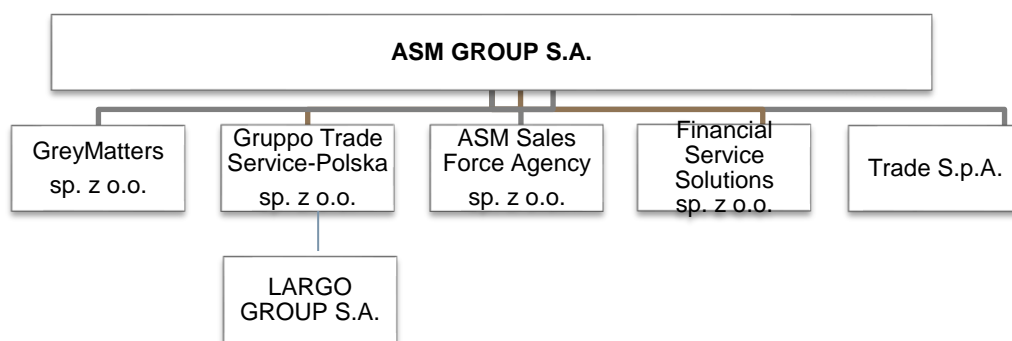 ASM GROUP S.A.
GreyMatters
sp. z o.o.
Gruppo Trade
Service-Polska
sp. z o.o.
ASM Sales
Force Agency
sp. z o.o.
Financial
Service
Solutions
sp. z o.o.
Trade S.p.A.
LARGO
GROUP S.A.